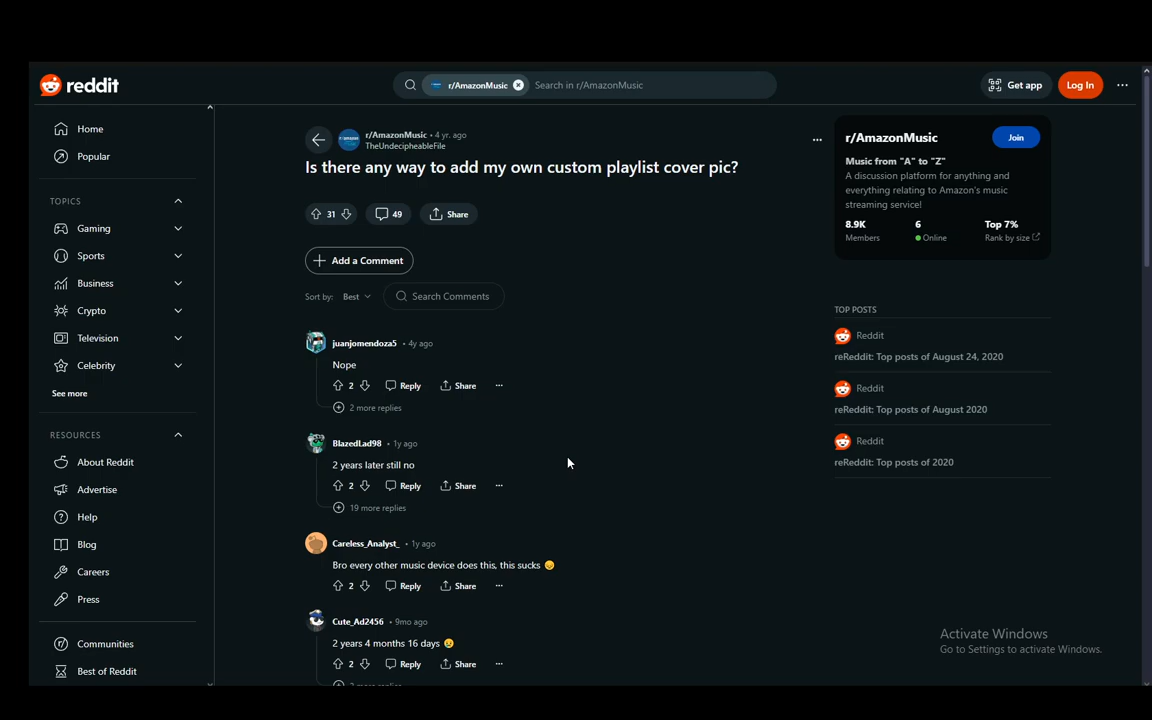 reddit
r/AmazonMusic Search in r/AmazonMusic
Get app
Log In
Home
Popular
TOPICS
Gaming
Sports
Business
Crypto
Television
Celebrity
See more
RESOURCES
About Reddit
Advertise
Help
Blog
Careers
Press
Communities
Best of Reddit
r/AmazonMusic • 4 yr. ago
TheUndecipheableFile
Is there any way to add my own custom playlist cover pic?
31
49
Share
Add a Comment
Sort by: Best
Search Comments
juanjomendoza5 • 4y ago
Nope
2 Reply Share
2 more replies
BlazedLad98 • 1y ago
2 years later still no
2 Reply Share
19 more replies
Careless_Analyst_ • 1y ago
Bro every other music device does this, this sucks
2 Reply Share
Cute_Ad2456 • 9mo ago
2 years 4 months 16 days
2 Reply Share
r/AmazonMusic
Join
Music from "A" to "Z"
A discussion platform for anything and
everything relating to Amazon's music
streaming service!
8.9K 6 Top 7%
Members Online Rank by size
TOP POSTS
Reddit
reReddit: Top posts of August 24, 2020
Reddit
reReddit: Top posts of August 2020
Reddit
reReddit: Top posts of 2020
Activate Windows
Go to Settings to activate Windows.